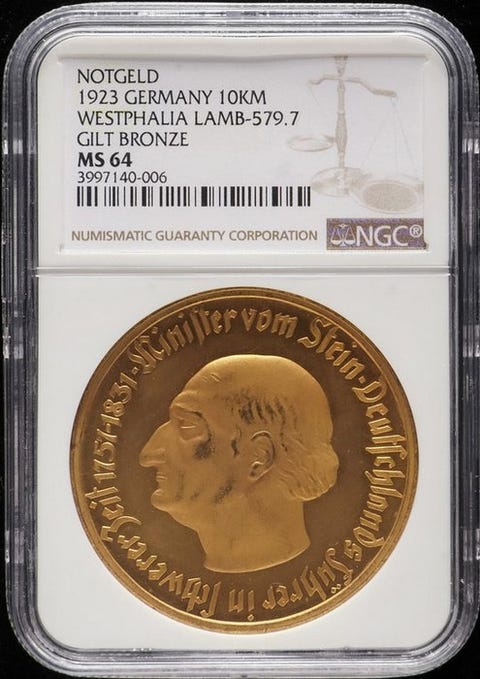 NOTGELD
1923 GERMANY 10KM
WESTPHALIA LAMB-579.7
GILT BRONZE
MS 64
3997140-006
NUMISMATIC GUARANTY CORPORATION
NGC®
Minister vom Stein·Deutschlands Führer in schwerer Zeit 1757-1831·